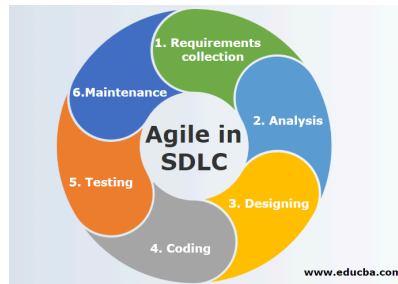 1. Requirements
collection
2. Analysis
3. Designing
4. Coding
5. Testing
6.Maintenance
Agile in
SDLC
www.educba.com